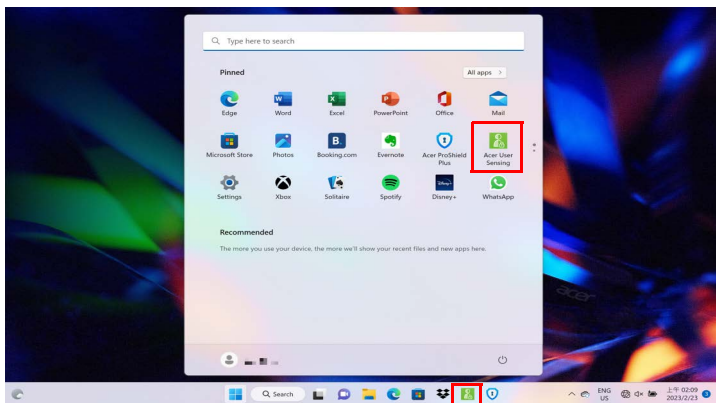 Type here to search
Pinned
All apps >
Edge
Word
Excel
PowerPoint
Office
Mail
Microsoft Store
Photos
Booking.com
Evernote
Acer ProShield
Plus
Acer User
Sensing
Settings
Xbox
Solitaire
Spotify
Disney+
WhatsApp
Recommended
The more you use your device, the more we'll show your recent files and new apps here.
acer
Search
ENG
US
上午 02:09
2023/2/23